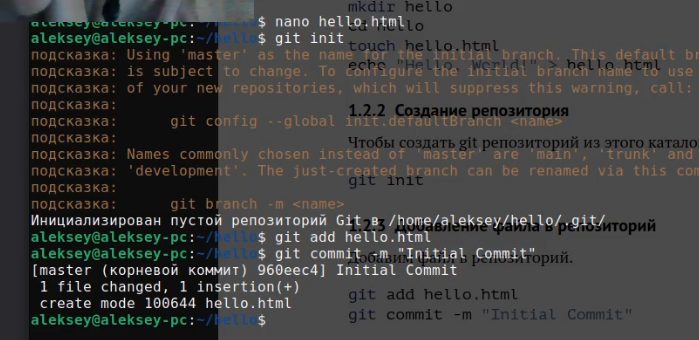 aleksey@aleksey-pc:~/hello$ nano hello.html
aleksey@aleksey-pc:~/hello$ git init
подсказка: Using 'master' as the name for the initial branch. This default br
подсказка: is subject to change. To configure the initial branch name to use
подсказка: of your new repositories, which will suppress this warning, call:
подсказка:
подсказка:      git config --global init.defaultBranch <name>
подсказка:
подсказка: Names commonly chosen instead of 'master' are 'main', 'trunk' and
подсказка: 'development'. The just-created branch can be renamed via this com
подсказка:
подсказка:      git branch -m <name>
Инициализирован пустой репозиторий Git в /home/aleksey/hello/.git/
aleksey@aleksey-pc:~/hello$ git add hello.html
aleksey@aleksey-pc:~/hello$ git commit -m "Initial Commit"
[master (корневой коммит) 960eec4] Initial Commit
 1 file changed, 1 insertion(+)
 create mode 100644 hello.html
aleksey@aleksey-pc:~/hello$
mkdir hello
cd hello
touch hello.html
echo "Hello, World!" > hello.html
1.2.2 Создание репозитория
Чтобы создать git репозиторий из этого катало
git init
1.2.3 Добавление файла в репозиторий
Добавим файл в репозиторий.
git add hello.html
git commit -m "Initial Commit"